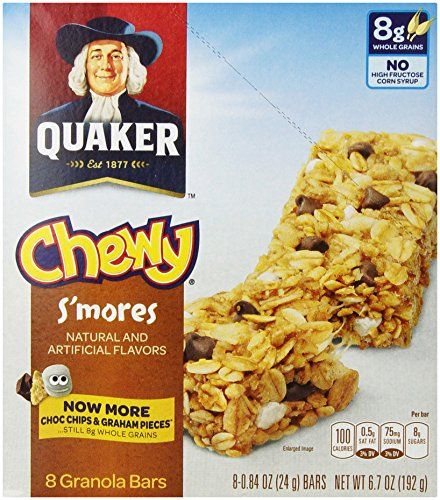 8g
WHOLE GRAINS
NO
HIGH FRUCTOSE
CORN SYRUP
QUAKER
Est 1877
TM
Chewy®
S'mores
NATURAL AND
ARTIFICIAL FLAVORS
NOW MORE
CHOC CHIPS & GRAHAM PIECES*
...STILL 8g WHOLE GRAINS
8 Granola Bars
Enlarged Image
Per bar
100
CALORIES
0.5g
SAT FAT
3% DV
75mg
SODIUM
3% DV
8g
SUGARS
8-0.84 OZ (24 g) BARS NET WT 6.7 OZ (192 g)